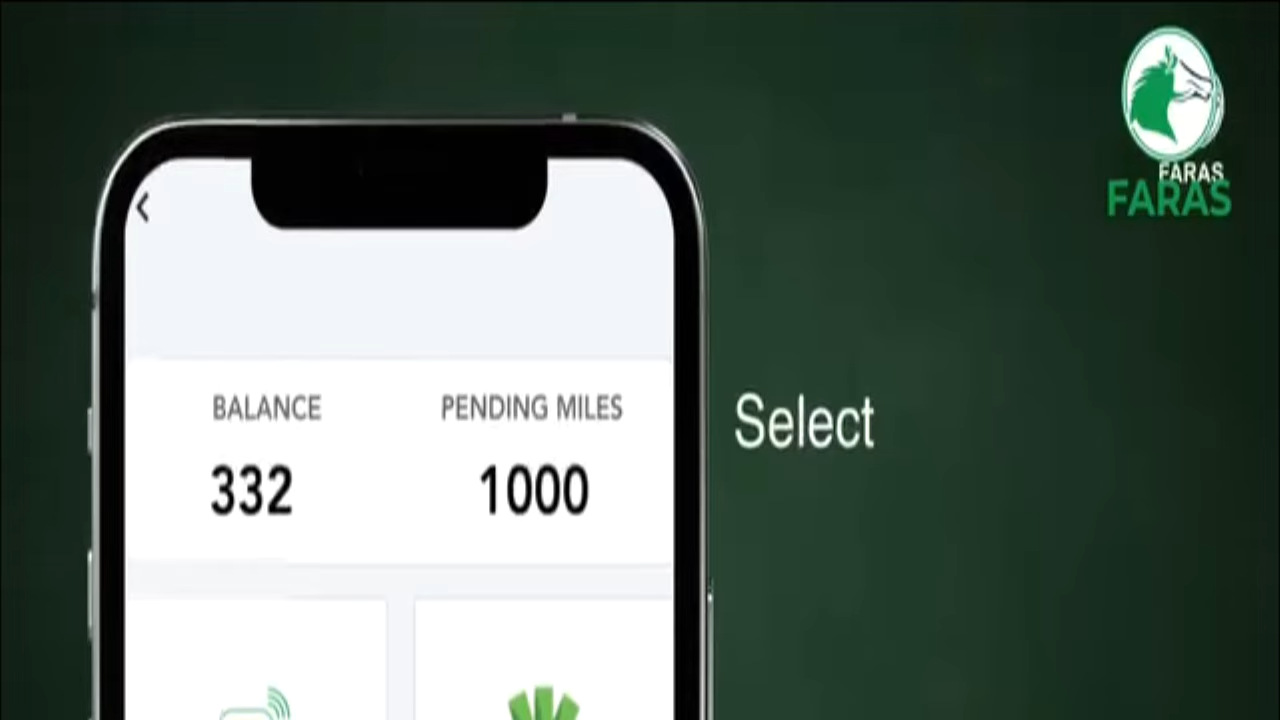 FARAS
FARAS
BALANCE
PENDING MILES
332
1000
Select